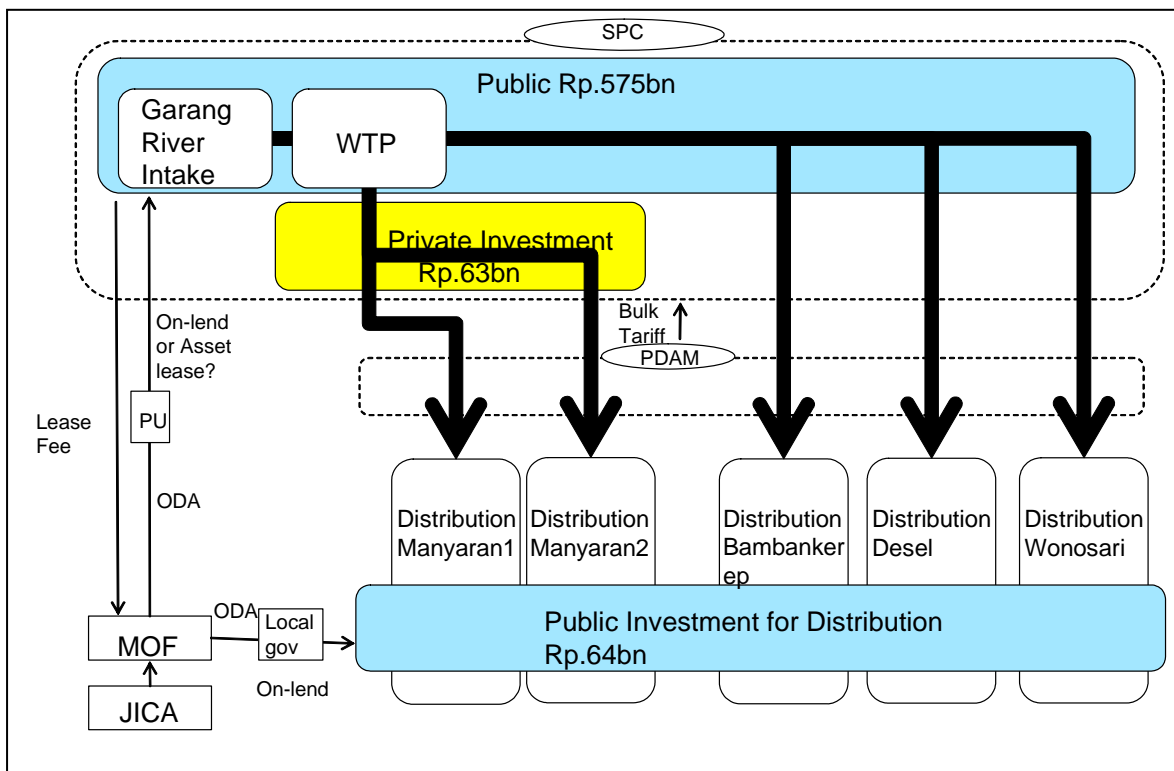 SPC
Public Rp.575bn
Garang
River
Intake
WTP
Private Investment
Rp.63bn
Bulk
Tariff
PDAM
On-lend
or Asset
lease?
Lease
Fee
PU
ODA
Distribution
Manyaran1
Distribution
Manyaran2
Distribution
Bambanker
ep
Distribution
Desel
Distribution
Wonosari
Public Investment for Distribution
Rp.64bn
MOF
ODA
Local
gov
On-lend
JICA